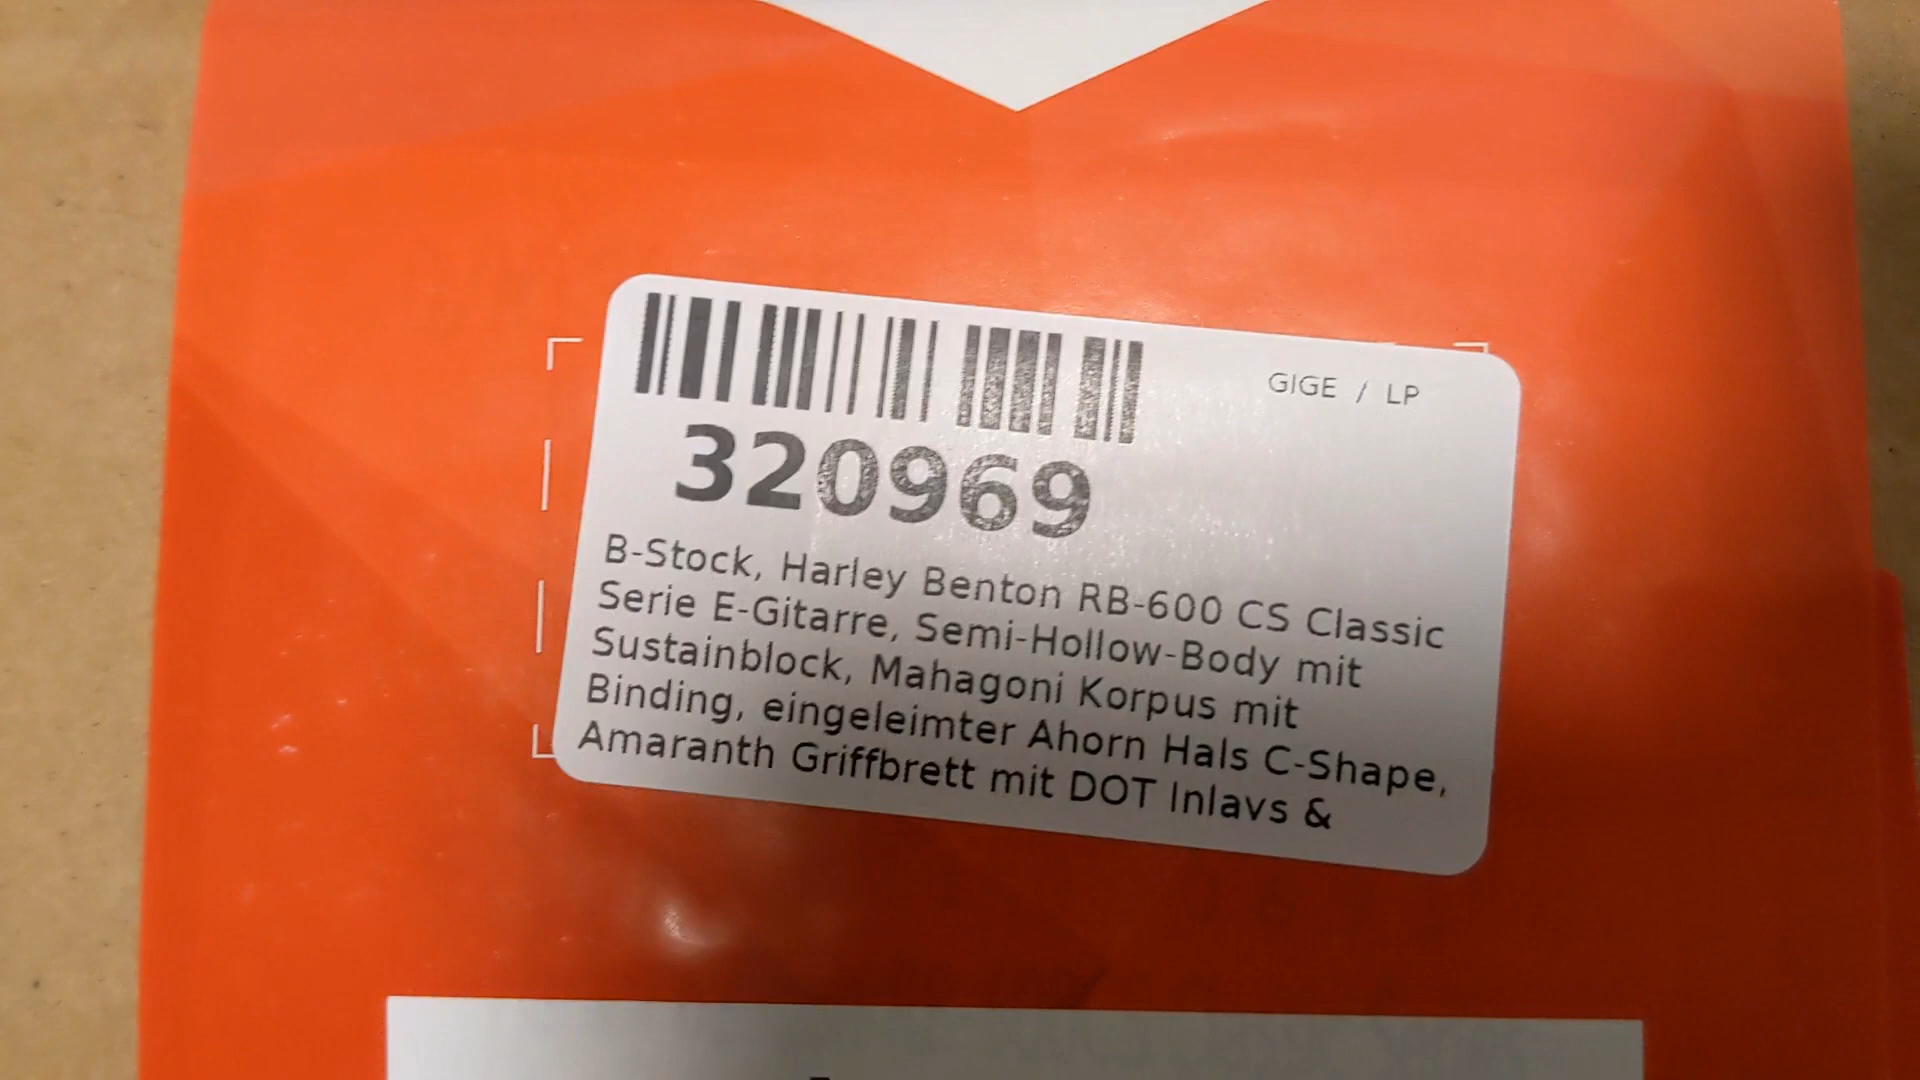 GIGE / LP
320969
B-Stock, Harley Benton RB-600 CS Classic
Serie E-Gitarre, Semi-Hollow-Body mit
Sustainblock, Mahagoni Korpus mit
Binding, eingeleimter Ahorn Hals C-Shape,
Amaranth Griffbrett mit DOT Inlays &